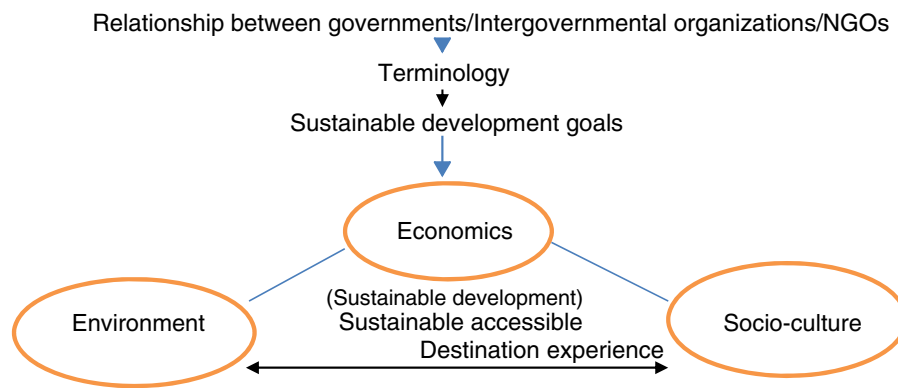 Relationship between governments/Intergovernmental organizations/NGOs
Terminology
Sustainable development goals
Economics
(Sustainable development)
Environment
Sustainable accessible
Socio-culture
Destination experience